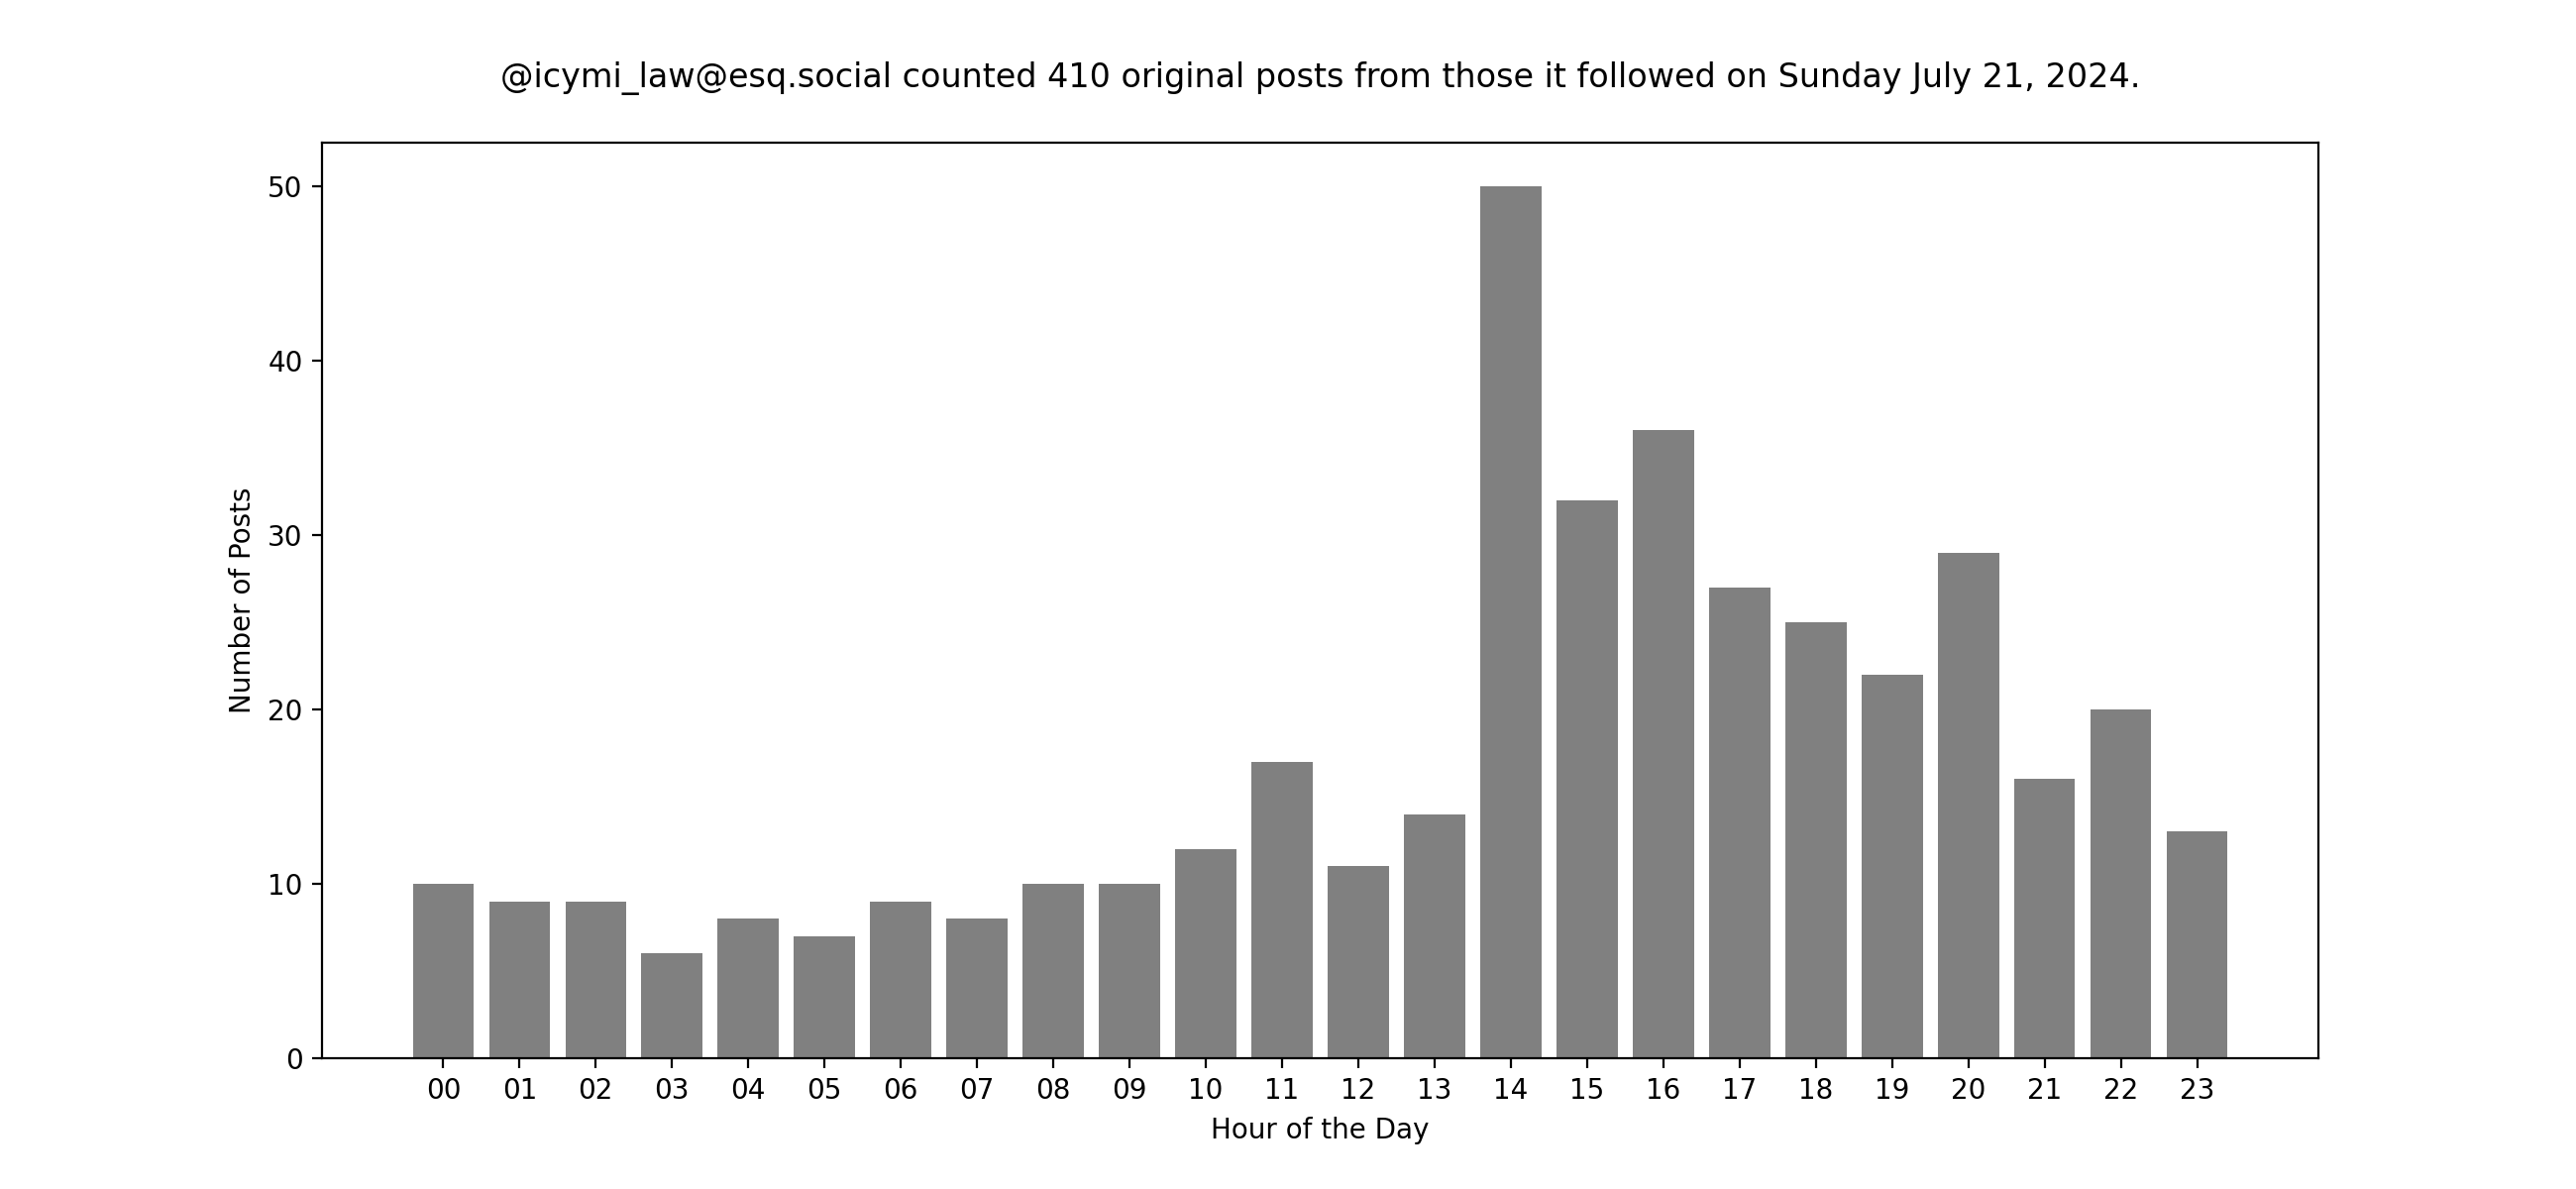 @icymi_law@esq.social counted 410 original posts from those it followed on Sunday July 21, 2024.
50
40
30
20
10
0
Number of Posts
00 01 02 03 04 05 06 07 08 09 10 11 12 13 14 15 16 17 18 19 20 21 22 23
Hour of the Day